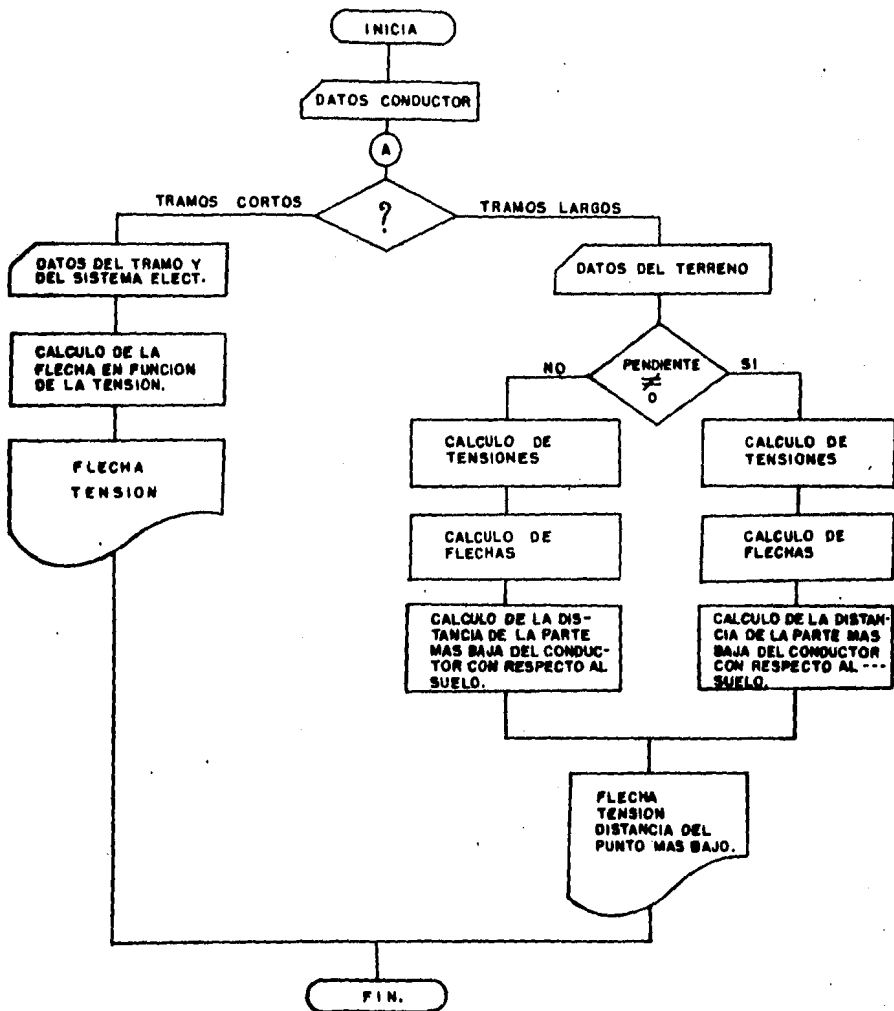 INICIA
DATOS CONDUCTOR
A
?
TRAMOS CORTOS
TRAMOS LARGOS
DATOS DEL TRAMO Y
DEL SISTEMA ELECT.
CALCULO DE LA
FLECHA EN FUNCION
DE LA TENSION.
FLECHA
TENSION
DATOS DEL TERRENO
PENDIENTE
≠
0
NO
SI
CALCULO DE
TENSIONES
CALCULO DE
FLECHAS
CALCULO DE LA DIS-
TANCIA DE LA PARTE
MAS BAJA DEL CONDUC-
TOR CON RESPECTO AL
SUELO.
CALCULO DE
TENSIONES
CALCULO DE
FLECHAS
CALCULO DE LA DISTAN-
CIA DE LA PARTE MAS
BAJA DEL CONDUCTOR
CON RESPECTO AL ---
SUELO.
FLECHA
TENSION
DISTANCIA DEL
PUNTO MAS BAJO.
FIN.